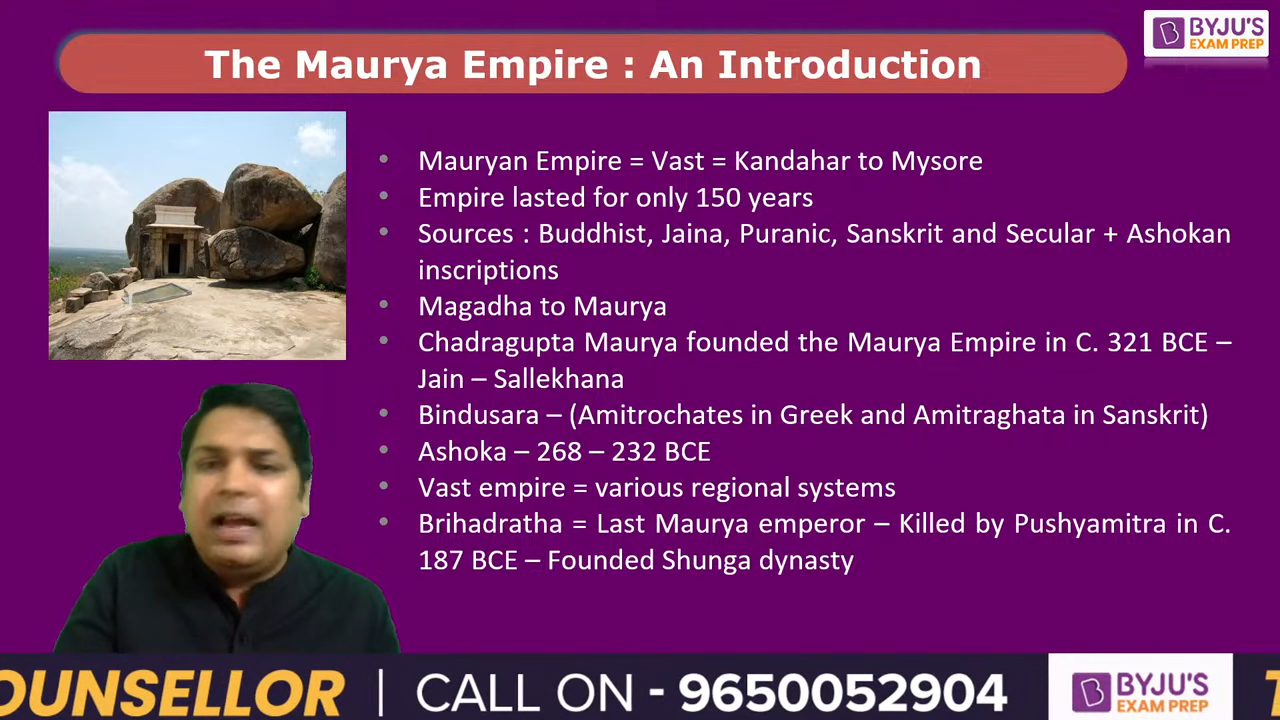 BYJU'S
EXAM PREP
The Maurya Empire : An Introduction
• Mauryan Empire = Vast = Kandahar to Mysore
• Empire lasted for only 150 years
• Sources : Buddhist, Jaina, Puranic, Sanskrit and Secular + Ashokan
inscriptions
• Magadha to Maurya
• Chadragupta Maurya founded the Maurya Empire in C. 321 BCE –
Jain – Sallekhana
• Bindusara – (Amitrochates in Greek and Amitraghata in Sanskrit)
• Ashoka – 268 – 232 BCE
• Vast empire = various regional systems
• Brihadratha = Last Maurya emperor – Killed by Pushyamitra in C.
187 BCE – Founded Shunga dynasty
OUNSELLOR | CALL ON - 9650052904 BYJU'S
EXAM PREP